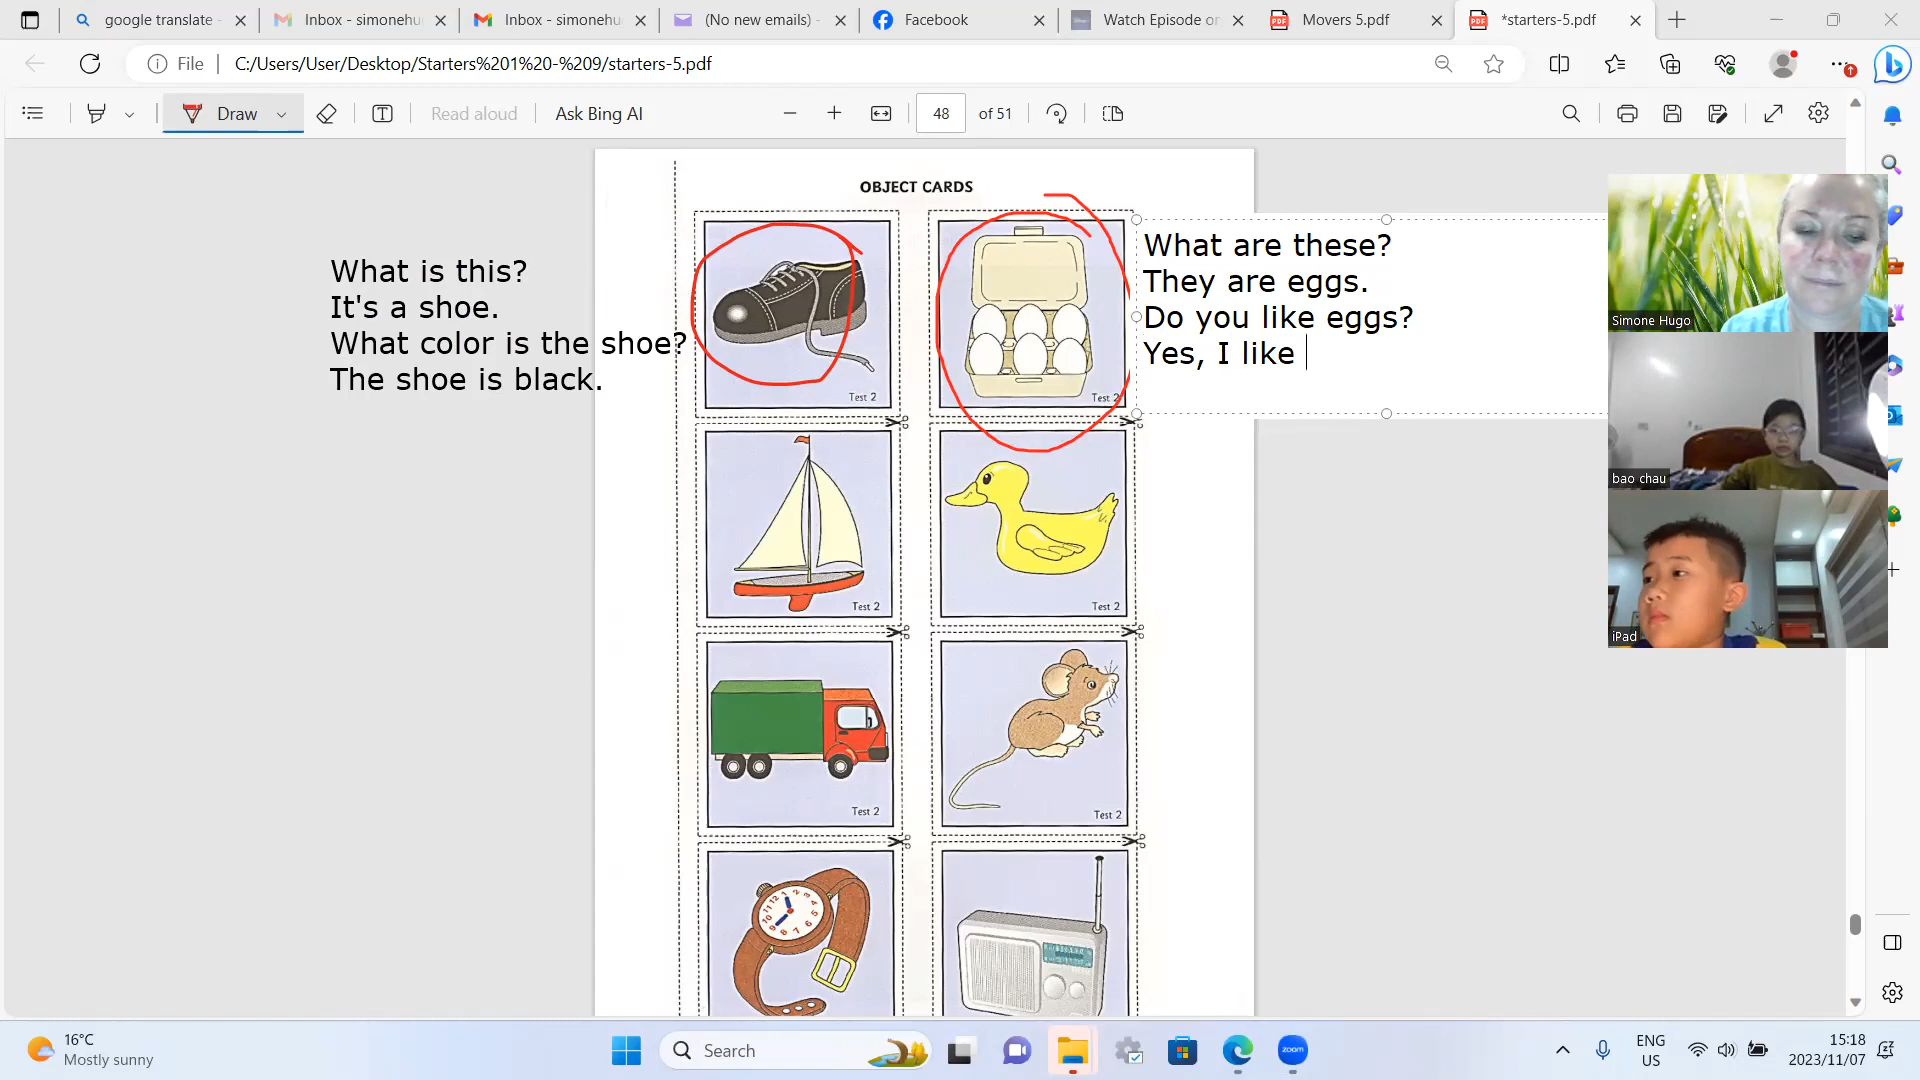 google translate -
Inbox - simonehu
Inbox - simonehu
(No new emails) -
Facebook
Watch Episode on
Movers 5.pdf
*starters-5.pdf
File
C:/Users/User/Desktop/Starters%201%20-%209/starters-5.pdf
Draw
Read aloud
Ask Bing AI
48
of 51
OBJECT CARDS
What is this?
It's a shoe.
What color is the shoe?
The shoe is black.
Test 2
Test 2
What are these?
They are eggs.
Do you like eggs?
Yes, I like
Test 2
Test 2
Test 2
Test 2
Simone Hugo
bao chau
iPad
16°C
Mostly sunny
Search
zoom
ENG
US
15:18
2023/11/07